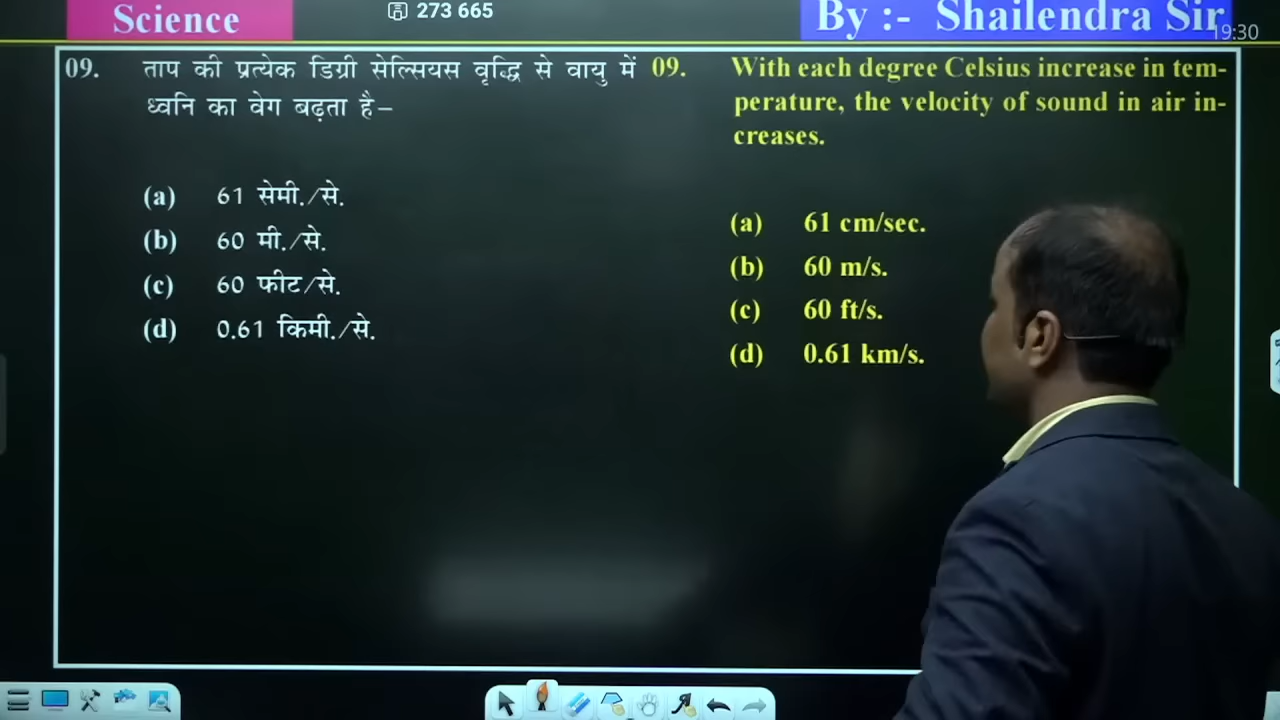 Science
273 665
By :- Shailendra Sir
19:30
09. ताप की प्रत्येक डिग्री सेल्सियस वृद्धि से वायु में
ध्वनि का वेग बढ़ता है–
(a) 61 सेमी./से.
(b) 60 मी./से.
(c) 60 फीट/से.
(d) 0.61 किमी./से.
09. With each degree Celsius increase in tem-
perature, the velocity of sound in air in-
creases.
(a) 61 cm/sec.
(b) 60 m/s.
(c) 60 ft/s.
(d) 0.61 km/s.